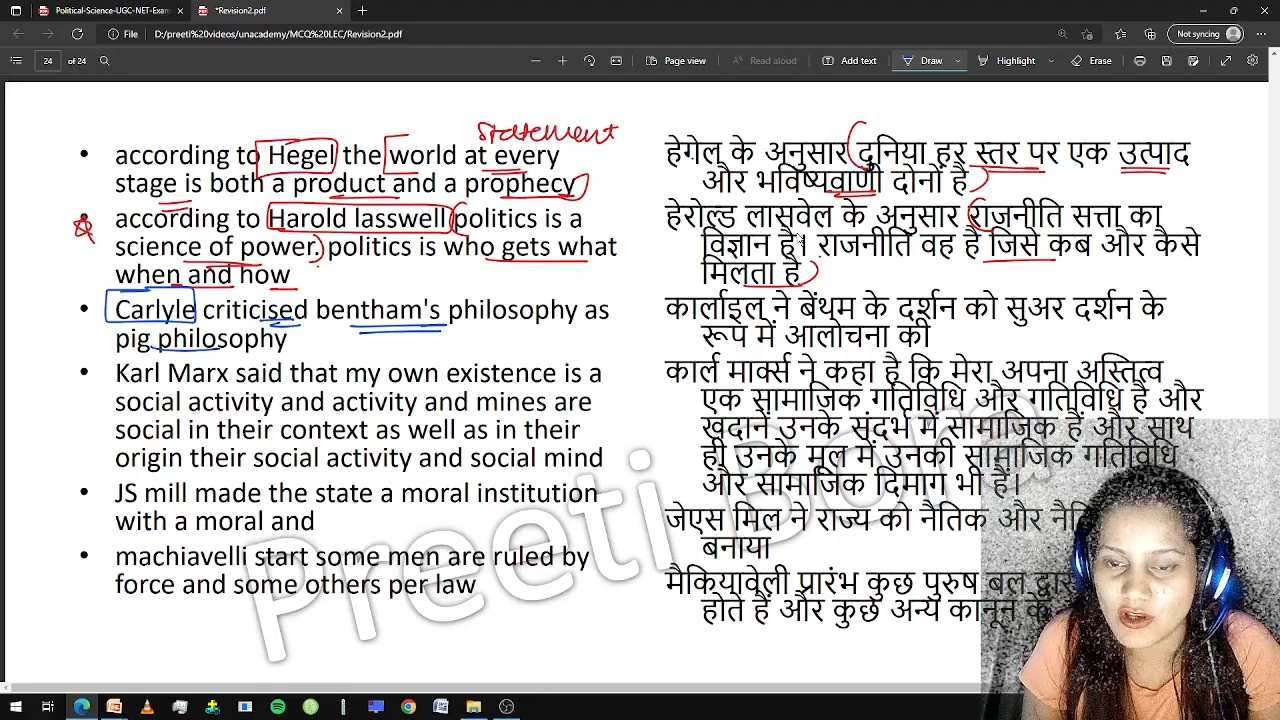 Political-Science-UGC-NET-Exam
*Revision2.pdf
File
D:/preeti%20videos/unacademy/MCQ%20LEC/Revision2.pdf
Not syncing
24 of 24
Page view
Read aloud
Add text
Draw
Highlight
Erase
statement
• according to Hegel the world at every
stage is both a product and a prophecy
• according to Harold lasswell politics is a
science of power. politics is who gets what
when and how
• Carlyle criticised bentham's philosophy as
pig philosophy
• Karl Marx said that my own existence is a
social activity and activity and mines are
social in their context as well as in their
origin their social activity and social mind
• JS mill made the state a moral institution
with a moral and
• machiavelli start some men are ruled by
force and some others per law
हेगेल के अनुसार दुनिया हर स्तर पर एक उत्पाद
और भविष्यवाणी दोनों है
हेरोल्ड लासवेल के अनुसार राजनीति सत्ता का
विज्ञान है। राजनीति वह है जिसे कब और कैसे
मिलता है
कार्लाइल ने बेंथम के दर्शन को सुअर दर्शन के
रूप में आलोचना की
कार्ल मार्क्स ने कहा है कि मेरा अपना अस्तित्व
एक सामाजिक गतिविधि और गतिविधि है और
खदानें उनके संदर्भ में सामाजिक हैं और साथ
ही उनके मूल में उनकी सामाजिक गतिविधि
और सामाजिक दिमाग भी हैं।
जेएस मिल ने राज्य को नैतिक और
बनाया
मैकियावेली प्रारंभ कुछ पुरुष बल
होते हैं और कुछ अन्य कानून के
Preeti Bora